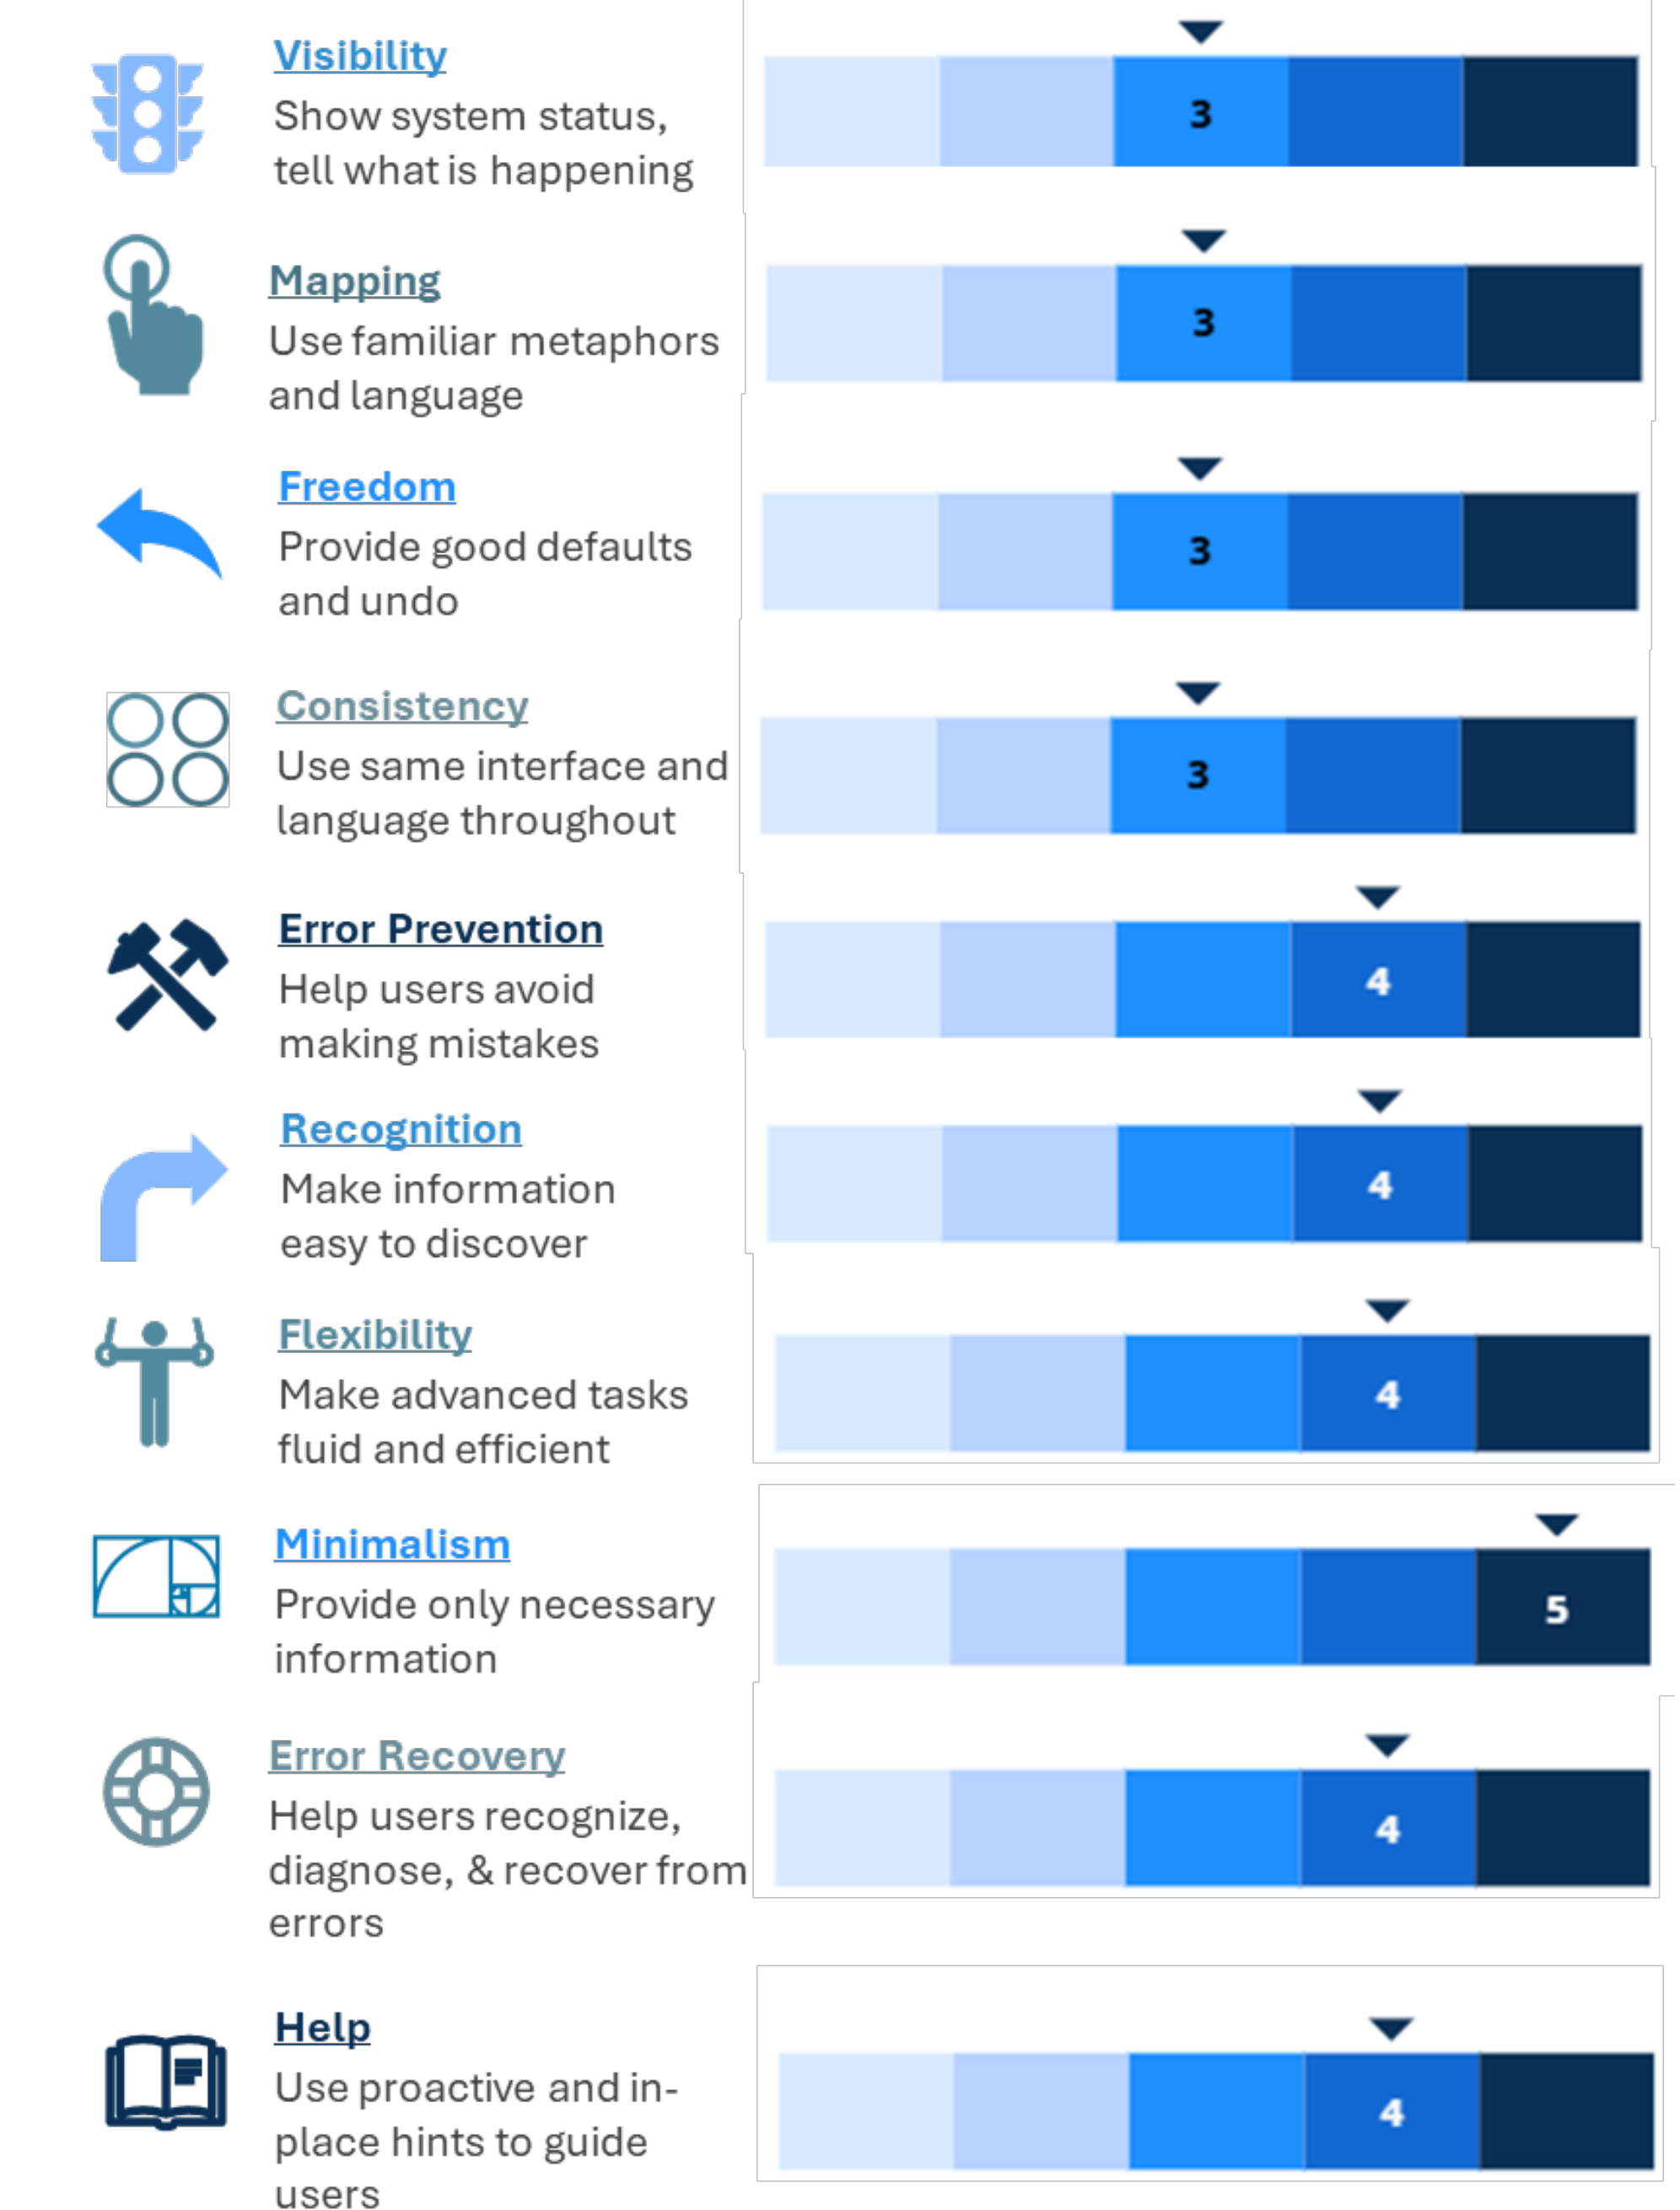 Visibility
Show system status,
tell what is happening
3
Mapping
Use familiar metaphors
and language
3
Freedom
Provide good defaults
and undo
3
Consistency
Use same interface and
language throughout
3
Error Prevention
Help users avoid
making mistakes
4
Recognition
Make information
easy to discover
4
Flexibility
Make advanced tasks
fluid and efficient
4
Minimalism
Provide only necessary
information
5
Error Recovery
Help users recognize,
diagnose, & recover from
errors
4
Help
Use proactive and in-
place hints to guide
users
4